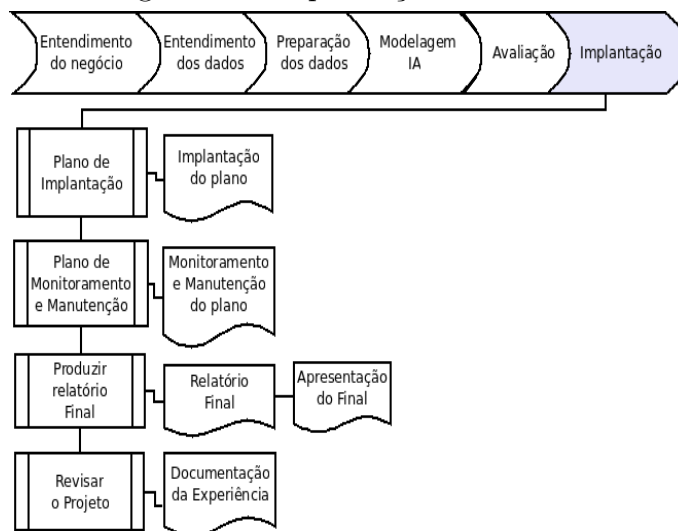 Entendimento
do negócio
Entendimento
dos dados
Preparação
dos dados
Modelagem
IA
Avaliação
Implantação
Plano de
Implantação
Implantação
do plano
Plano de
Monitoramento
e Manutenção
Monitoramento
e Manutenção
do plano
Produzir
relatório
Final
Relatório
Final
Apresentação
do Final
Revisar
o Projeto
Documentação
da Experiência